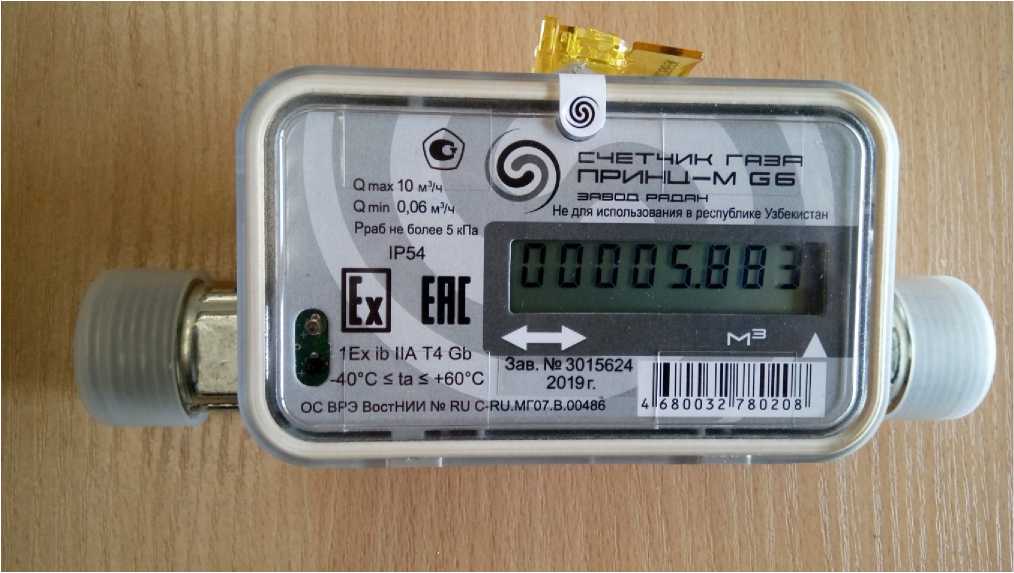 СЧЕТЧИК ГАЗА
ПРИНЦ-М G6
ЗАВОД РАДАН
Не для использования в республике Узбекистан
Q max 10 м³/ч
Q min 0,06 м³/ч
Pраб не более 5 кПа
IP54
00005.883
Ex EAC
м³
1Ex ib IIA T4 Gb
-40°C ≤ ta ≤ +60°C
ОС ВРЭ ВостНИИ № RU C-RU.МГ07.В.00486
Зав. № 3015624
2019 г.
4 680032 780208